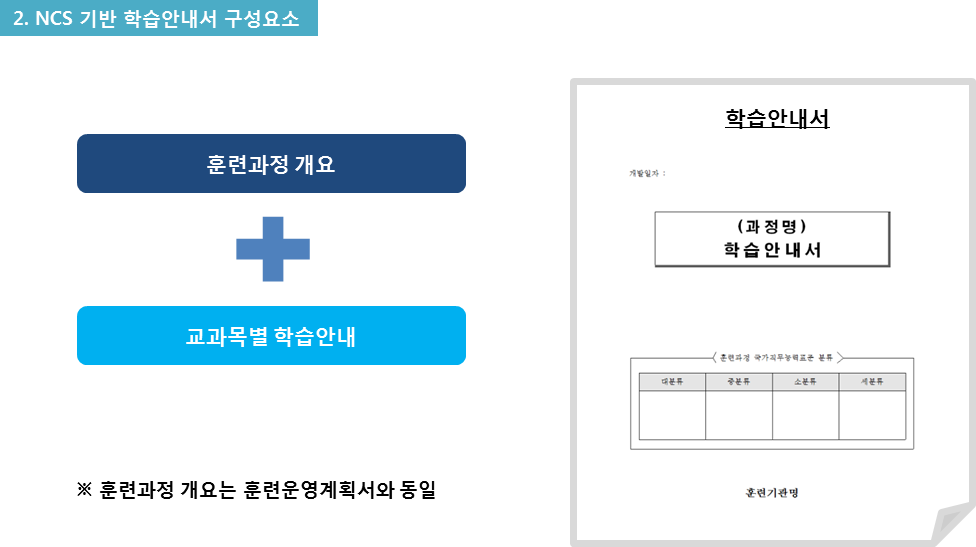 2. NCS 기반 학습안내서 구성요소
훈련과정 개요
교과목별 학습안내
※ 훈련과정 개요는 훈련운영계획서와 동일
학습안내서
개발일자 :
(과정명)
학습안내서
훈련과정 국가직무능력표준 분류
대분류 중분류 소분류 세분류
훈련기관명